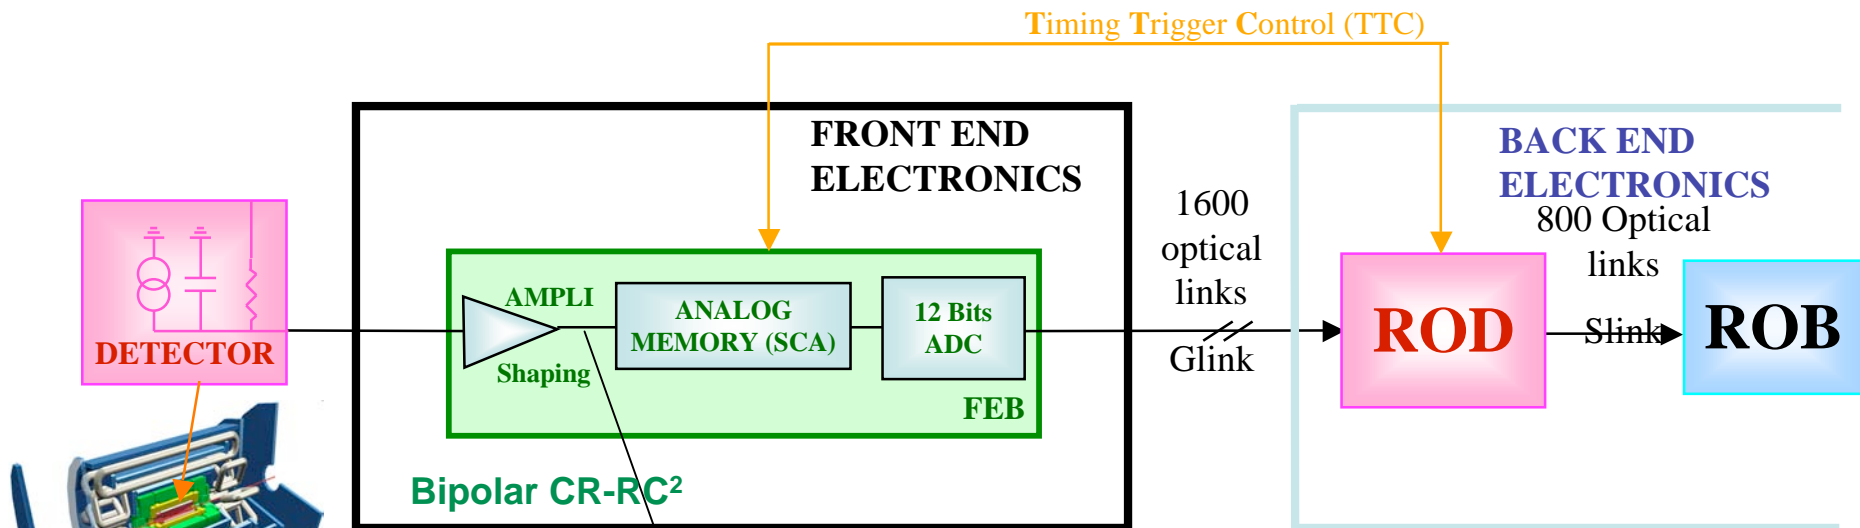 Timing Trigger Control (TTC)
FRONT END
ELECTRONICS
BACK END
ELECTRONICS
1600
optical
links
Glink
800 Optical
links
Slink
DETECTOR
AMPLI
Shaping
ANALOG
MEMORY (SCA)
12 Bits
ADC
FEB
ROD
ROB
Bipolar CR-RC²